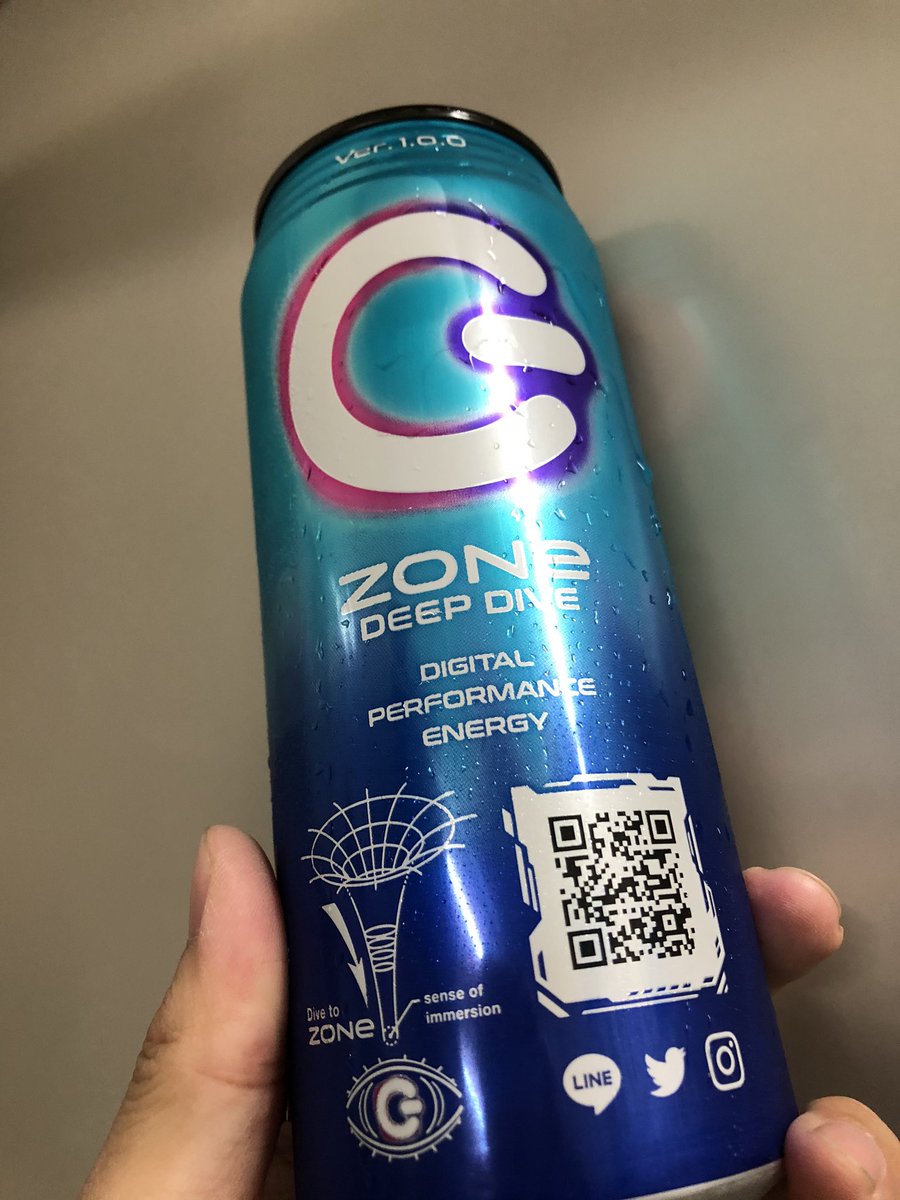 Ver.1.0.0
ZONe
DEEP DIVE
DIGITAL
PERFORMANCE
ENERGY
Dive to
ZONe
sense of
immersion
LINE